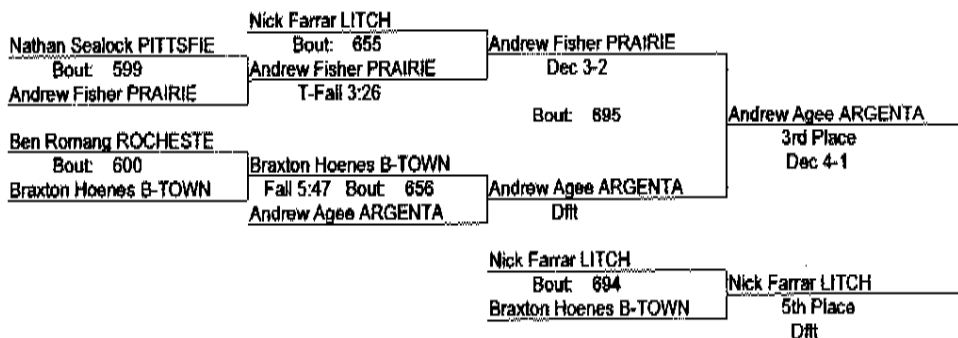 Nick Farrar LITCH
Nathan Sealock PITTSFIE
Bout: 655
Andrew Fisher PRAIRIE
Bout: 599
Andrew Fisher PRAIRIE
Dec 3-2
Andrew Fisher PRAIRIE
T-Fall 3:26
Bout: 695
Andrew Agee ARGENTA
Ben Romang ROCHESTE
3rd Place
Bout: 600
Braxton Hoenes B-TOWN
Dec 4-1
Braxton Hoenes B-TOWN
Fall 5:47 Bout: 656
Andrew Agee ARGENTA
Andrew Agee ARGENTA
Dflt
Nick Farrar LITCH
Bout: 694
Nick Farrar LITCH
Braxton Hoenes B-TOWN
5th Place
Dflt